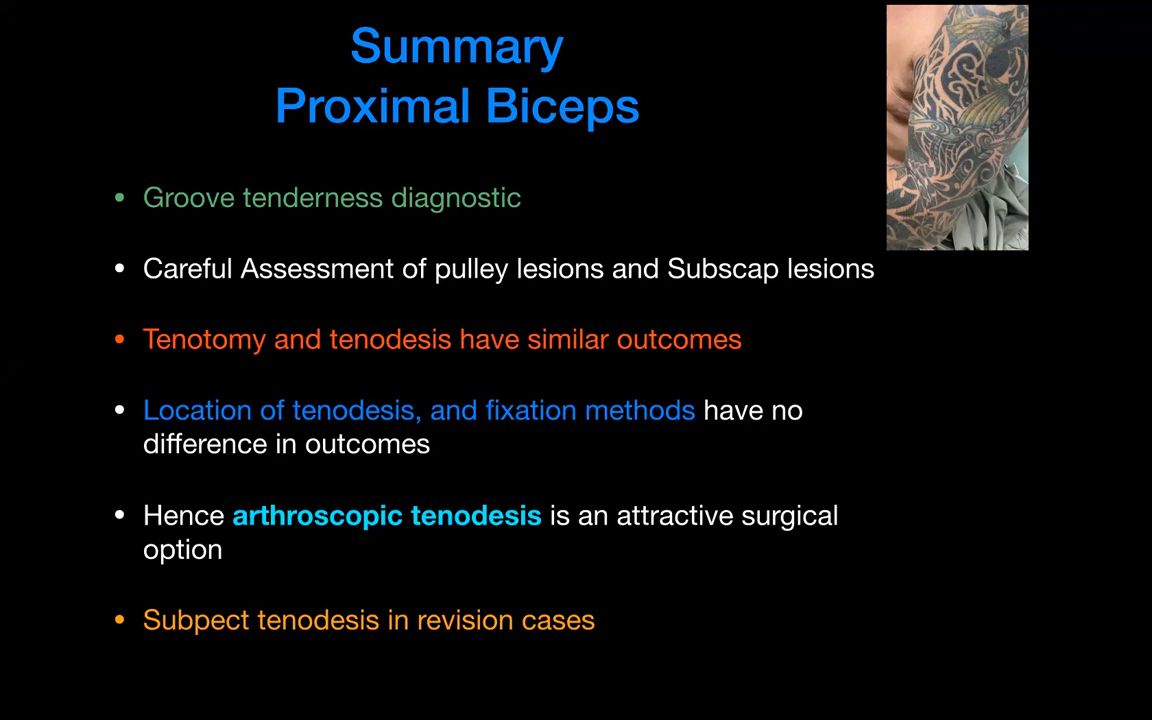 Summary
Proximal Biceps
• Groove tenderness diagnostic
• Careful Assessment of pulley lesions and Subscap lesions
• Tenotomy and tenodesis have similar outcomes
• Location of tenodesis, and fixation methods have no
difference in outcomes
• Hence arthroscopic tenodesis is an attractive surgical
option
• Subpect tenodesis in revision cases